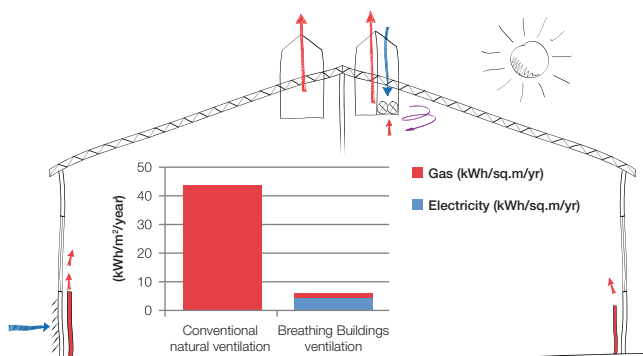 50
40
30
20
10
0
(kWh/m²/year)
Conventional
natural ventilation
Breathing Buildings
ventilation
Gas (kWh/sq.m/yr)
Electricity (kWh/sq.m/yr)